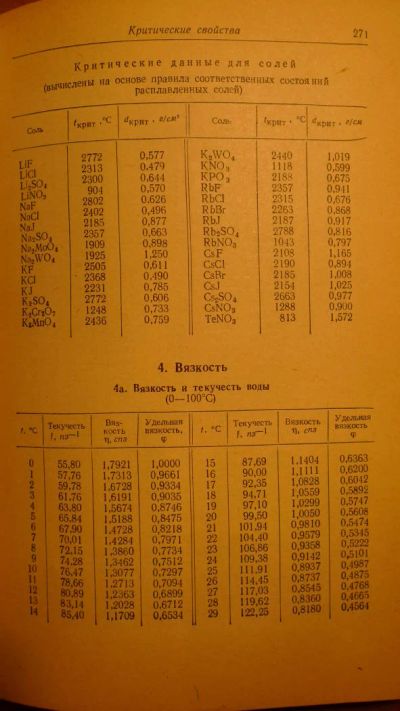 Критические свойства 271
Критические данные для солей
(вычислены на основе правила соответственных состояний
расплавленных солей)
Соль tкрит . °C dкрит . г/см³ Соль tкрит . °C dкрит . г/см³
LiF 2772 0,577 K₂WO₄ 2440 1,019
LiCl 2313 0,479 KNO₃ 1118 0,599
Li₂SO₄ 2300 0,644 KPO₃ 2188 0,675
LiNO₃ 904 0,570 RbF 2357 0,941
NaF 2802 0,626 RbCl 2315 0,676
NaCl 2402 0,496 RbBr 2263 0,868
NaJ 2185 0,877 RbJ 2187 0,917
Na₂SO₄ 2357 0,663 Rb₂SO₄ 2788 0,816
Na₂MoO₄ 1909 0,898 RbNO₃ 1043 0,797
Na₂WO₄ 1925 1,250 CsF 2108 1,165
KF 2505 0,611 CsCl 2190 0,894
KCl 2368 0,490 CsBr 2185 1,008
KJ 2231 0,785 CsJ 2154 1,025
K₂SO₄ 2772 0,606 Cs₂SO₄ 2663 0,977
K₂Cr₂O₇ 1248 0,733 CsNO₃ 1288 0,900
K₂MnO₄ 2436 0,759 TeNO₃ 813 1,572
4. Вязкость
4а. Вязкость и текучесть воды
(0—100°C)
t, °C Текучесть f, пз—1 Вяз-кость η, спз Удельная вязкость, φ t, °C Текучесть f, пз—1 Вязкость η, спз Удельная вязкость φ
0 55,80 1,7921 1,0000 15 87,69 1,1404 0,6363
1 57,76 1,7313 0,9661 16 90,00 1,1111 0,6200
2 59,78 1,6728 0,9334 17 92,35 1,0828 0,6042
3 61,76 1,6191 0,9035 18 94,71 1,0559 0,5892
4 63,80 1,5674 0,8746 19 97,10 1,0299 0,5747
5 65,84 1,5188 0,8475 20 99,50 1,0050 0,5608
6 67,90 1,4728 0,8218 21 101,94 0,9810 0,5474
7 70,01 1,4284 0,7971 22 104,40 0,9579 0,5345
8 72,15 1,3860 0,7734 23 106,86 0,9358 0,5222
9 74,28 1,3462 0,7512 24 109,38 0,9142 0,5101
10 76,47 1,3077 0,7297 25 111,91 0,8937 0,4987
11 78,66 1,2713 0,7094 26 114,45 0,8737 0,4875
12 80,89 1,2363 0,6899 27 117,03 0,8545 0,4768
13 83,14 1,2028 0,6712 28 119,62 0,8360 0,4665
14 85,40 1,1709 0,6534 29 122,25 0,8180 0,4564